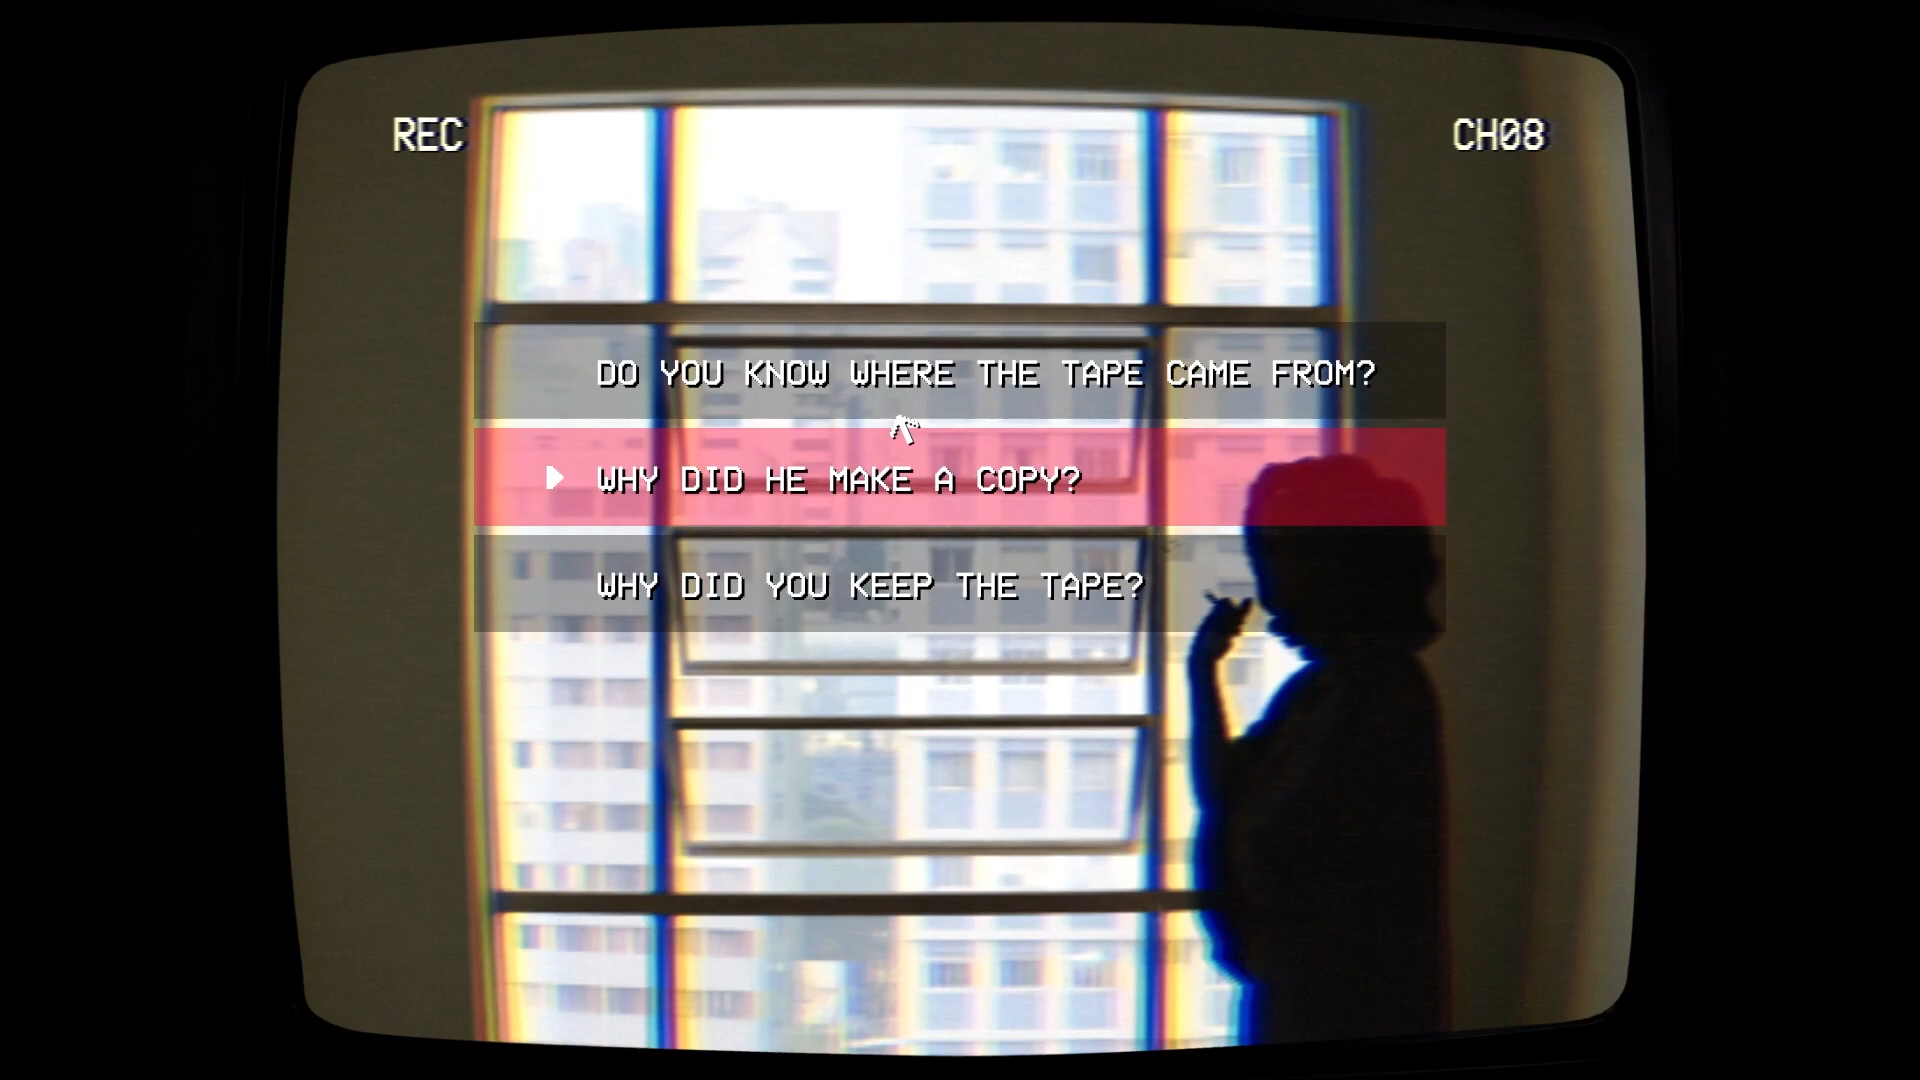 REC
CH08
DO YOU KNOW WHERE THE TAPE CAME FROM?
WHY DID HE MAKE A COPY?
WHY DID YOU KEEP THE TAPE?